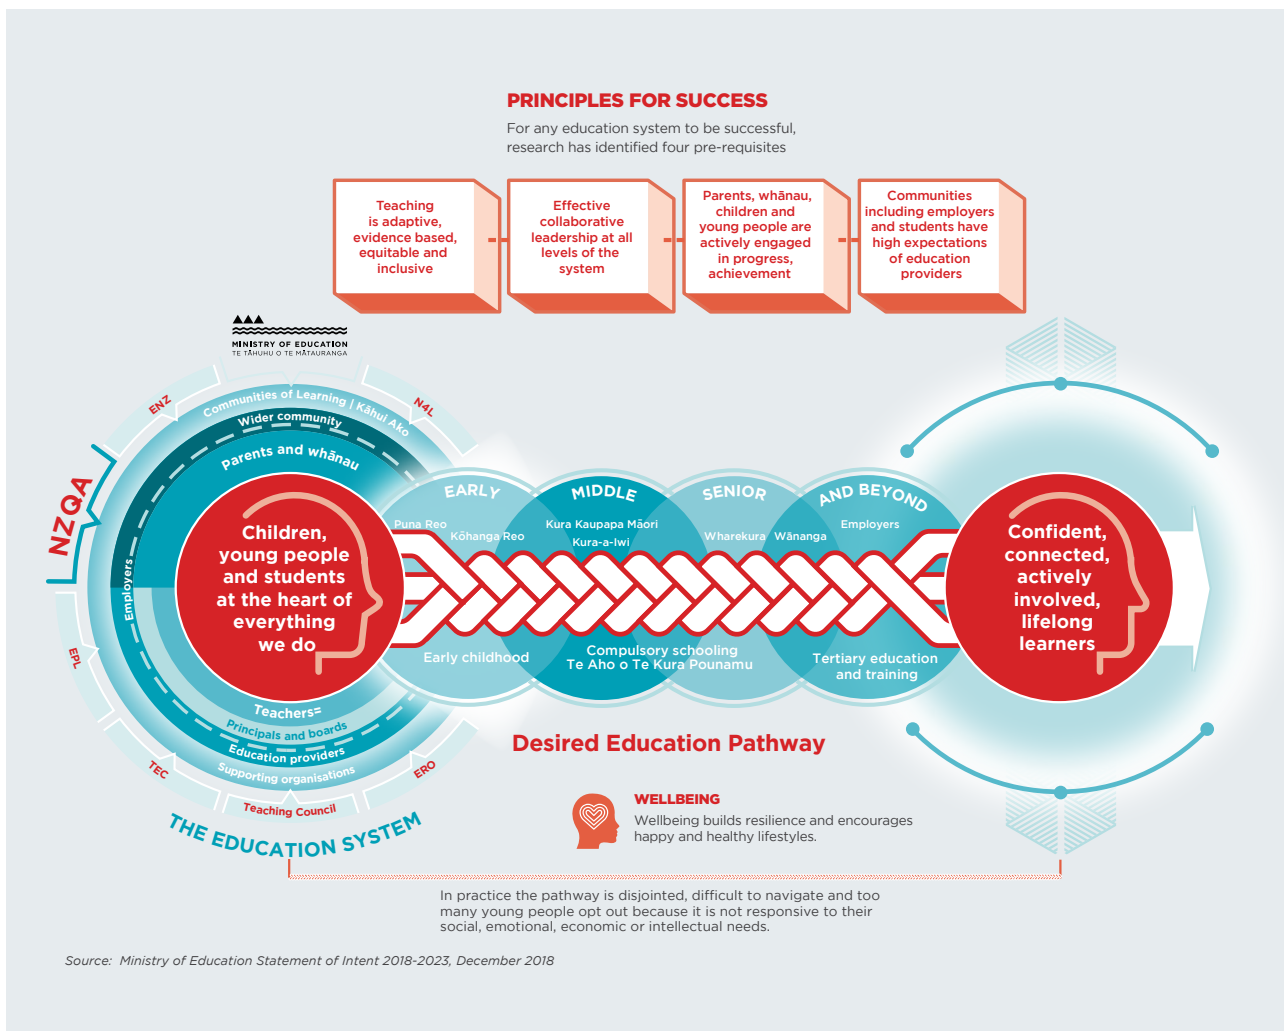 PRINCIPLES FOR SUCCESS
For any education system to be successful,
research has identified four pre-requisites
Teaching
is adaptive,
evidence based,
equitable and
inclusive
Effective
collaborative
leadership at all
levels of the
system
Parents, whānau,
children and
young people are
actively engaged
in progress,
achievement
Communities
including employers
and students have
high expectations
of education
providers
MINISTRY OF EDUCATION
TE TĀHUHU O TE MĀTAURANGA
ENZ
N4L
NZQA
EPL
TEC
Teaching Council
ERO
Communities of Learning | Kāhui Ako
Wider community
Parents and whānau
Employers
Children,
young people
and students
at the heart of
everything
we do
Teachers=
Principals and boards
Education providers
Supporting organisations
THE EDUCATION SYSTEM
EARLY
Puna Reo
Kōhanga Reo
Early childhood
MIDDLE
Kura Kaupapa Māori
Kura-a-Iwi
SENIOR
Wharekura
Wānanga
Compulsory schooling
Te Aho o Te Kura Pounamu
AND BEYOND
Employers
Tertiary education
and training
Confident,
connected,
actively
involved,
lifelong
learners
Desired Education Pathway
WELLBEING
Wellbeing builds resilience and encourages
happy and healthy lifestyles.
In practice the pathway is disjointed, difficult to navigate and too
many young people opt out because it is not responsive to their
social, emotional, economic or intellectual needs.
Source: Ministry of Education Statement of Intent 2018-2023, December 2018